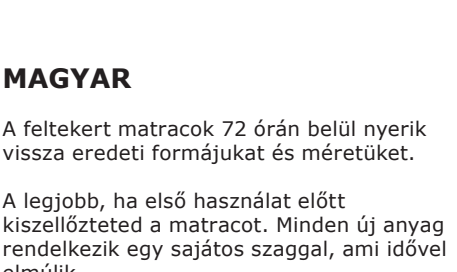 MAGYAR
A feltekert matracok 72 órán belül nyerik
vissza eredeti formájukat és méretüket.
A legjobb, ha első használat előtt
kiszellőzteted a matracot. Minden új anyag
rendelkezik egy sajátos szaggal, ami idővel
elmúlik.